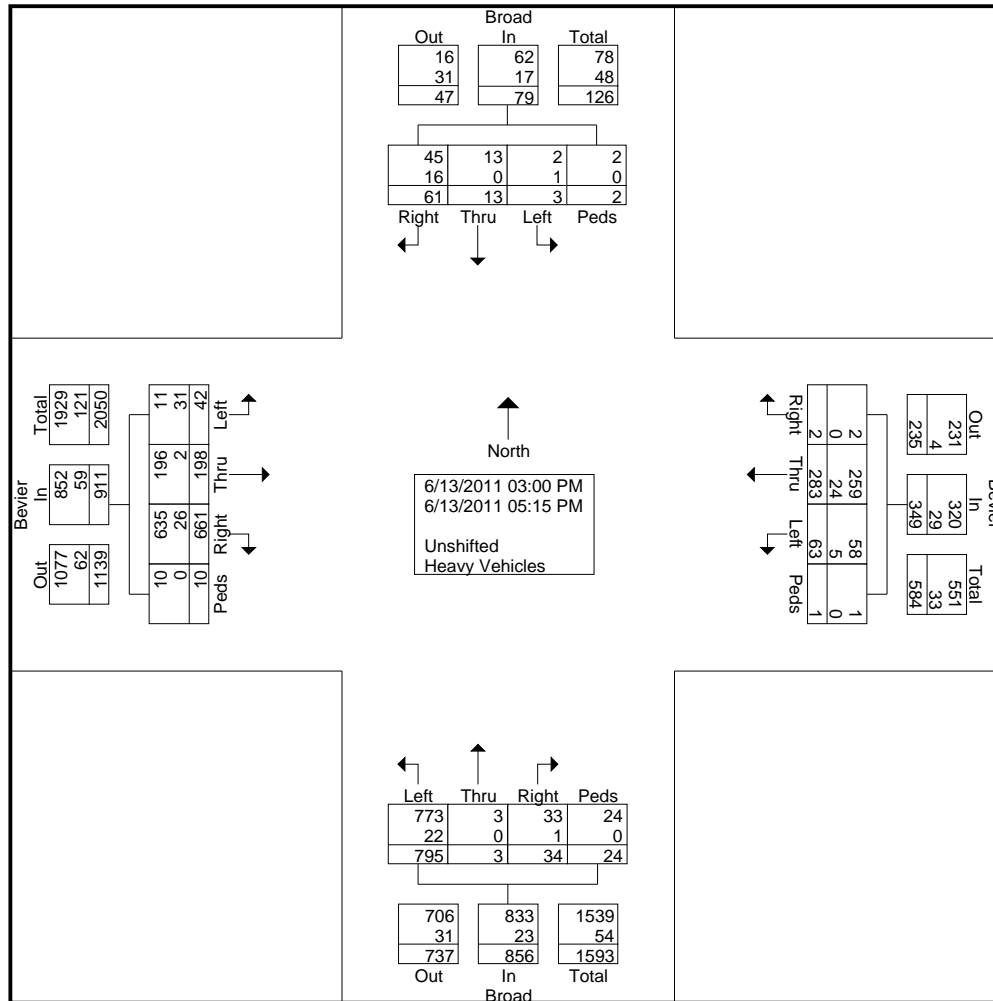 Broad
Out In Total
16 62 78
31 17 48
47 79 126
45 13 2 2
16 0 1 0
61 13 3 2
Right Thru Left Peds
Bevier
Total In Out
1929 852 1077
121 59 62
2050 911 1139
11 196 635 10
31 2 26 0
42 198 661 10
Left Thru Right Peds
North
6/13/2011 03:00 PM
6/13/2011 05:15 PM
Unshifted
Heavy Vehicles
Right Thru Left Peds
2 259 58 1
0 24 5 0
2 283 63 1
Out In Total
231 320 551
4 29 33
235 349 584
Bevier
Left Thru Right Peds
773 3 33 24
22 0 1 0
795 3 34 24
706 833 1539
31 23 54
737 856 1593
Out In Total
Broad